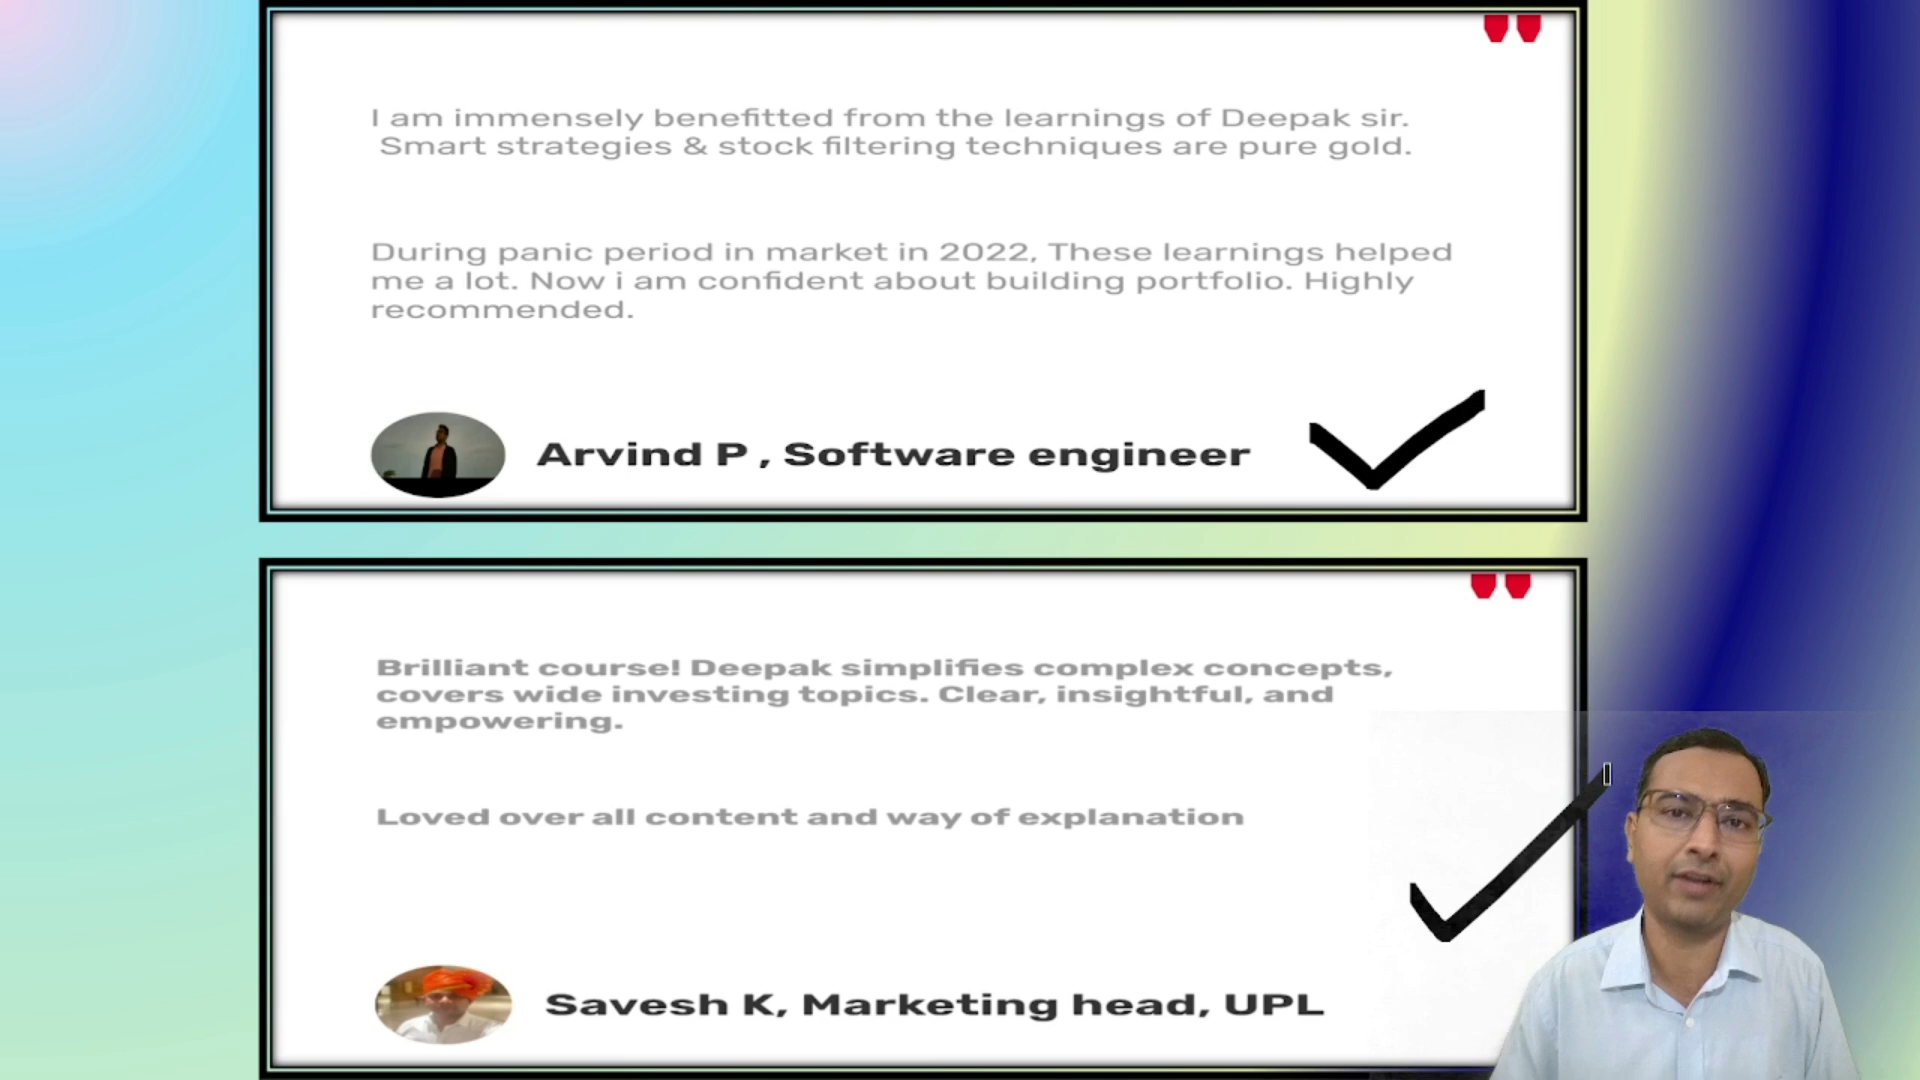 I am immensely benefitted from the learnings of Deepak sir.
Smart strategies & stock filtering techniques are pure gold.
During panic period in market in 2022, These learnings helped
me a lot. Now i am confident about building portfolio. Highly
recommended.
Arvind P , Software engineer
Brilliant course! Deepak simplifies complex concepts,
covers wide investing topics. Clear, insightful, and
empowering.
Loved over all content and way of explanation
Savesh K, Marketing head, UPL